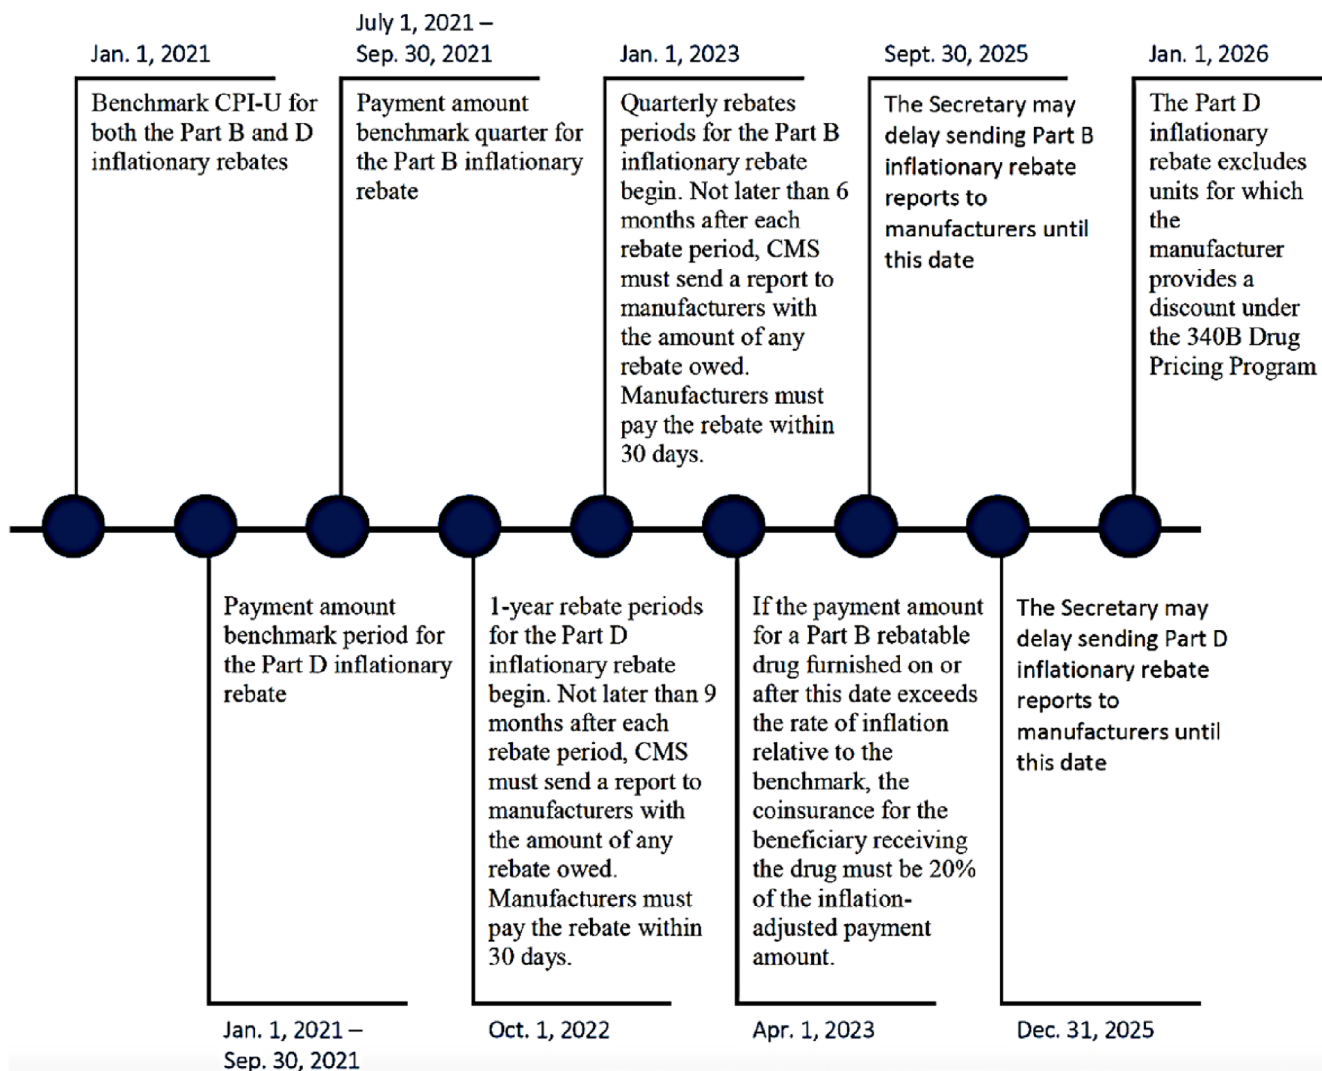 Jan. 1, 2021
Benchmark CPI-U for
both the Part B and D
inflationary rebates
Jan. 1, 2021 –
Sep. 30, 2021
Payment amount
benchmark period for
the Part D inflationary
rebate
July 1, 2021 –
Sep. 30, 2021
Payment amount
benchmark quarter for
the Part B inflationary
rebate
Oct. 1, 2022
1-year rebate periods
for the Part D
inflationary rebate
begin. Not later than 9
months after each
rebate period, CMS
must send a report to
manufacturers with
the amount of any
rebate owed.
Manufacturers must
pay the rebate within
30 days.
Jan. 1, 2023
Quarterly rebates
periods for the Part B
inflationary rebate
begin. Not later than 6
months after each
rebate period, CMS
must send a report to
manufacturers with
the amount of any
rebate owed.
Manufacturers must
pay the rebate within
30 days.
Apr. 1, 2023
If the payment amount
for a Part B rebatable
drug furnished on or
after this date exceeds
the rate of inflation
relative to the
benchmark, the
coinsurance for the
beneficiary receiving
the drug must be 20%
of the inflation-
adjusted payment
amount.
Sept. 30, 2025
The Secretary may
delay sending Part B
inflationary rebate
reports to
manufacturers until
this date
Dec. 31, 2025
The Secretary may
delay sending Part D
inflationary rebate
reports to
manufacturers until
this date
Jan. 1, 2026
The Part D
inflationary
rebate excludes
units for which
the
manufacturer
provides a
discount under
the 340B Drug
Pricing Program